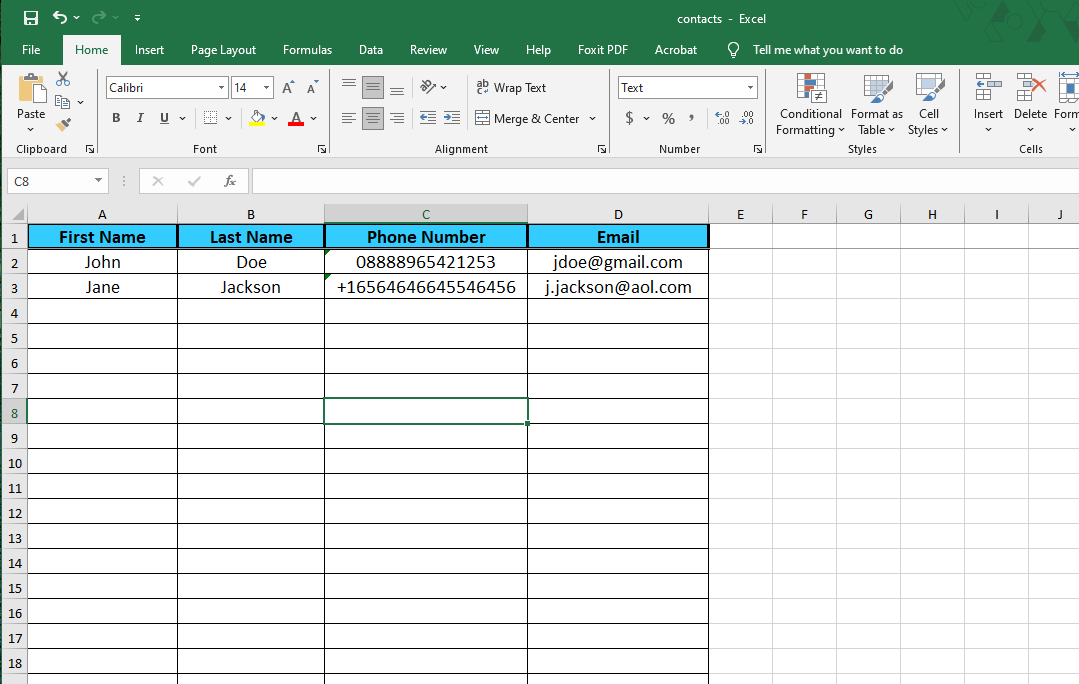 contacts - Excel
File Home Insert Page Layout Formulas Data Review View Help Foxit PDF Acrobat Tell me what you want to do
Calibri 14 Text
ab Wrap Text
Paste
B I U A Merge & Center $ % , .00 .0
Conditional Formatting
Format as Table
Cell Styles
Insert Delete Form
Clipboard Font Alignment Number Styles Cells
C8 fx
A B C D E F G H I J
1 First Name Last Name Phone Number Email
2 John Doe 08888965421253 jdoe@gmail.com
3 Jane Jackson +16564646645546456 j.jackson@aol.com
4
5
6
7
8
9
10
11
12
13
14
15
16
17
18